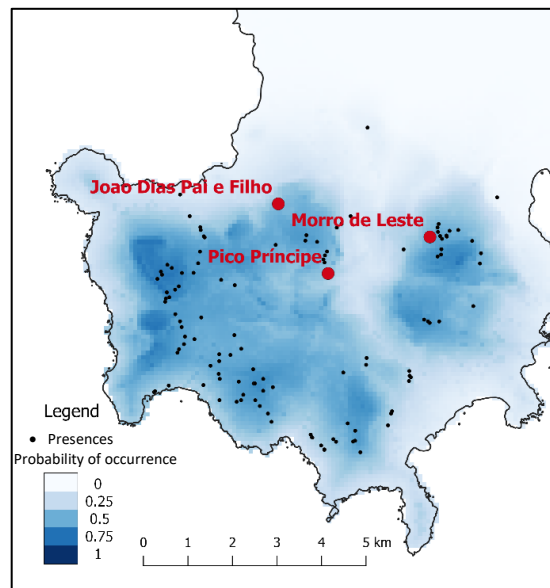 Joao Dias Pai e Filho
Morro de Leste
Pico Príncipe
Legend
Presences
Probability of occurrence
0
0.25
0.5
0.75
1
0 1 2 3 4 5 km